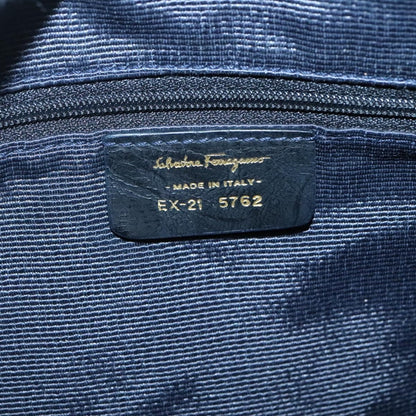 Salvatore Ferragamo
- MADE IN ITALY -
EX-21 5762